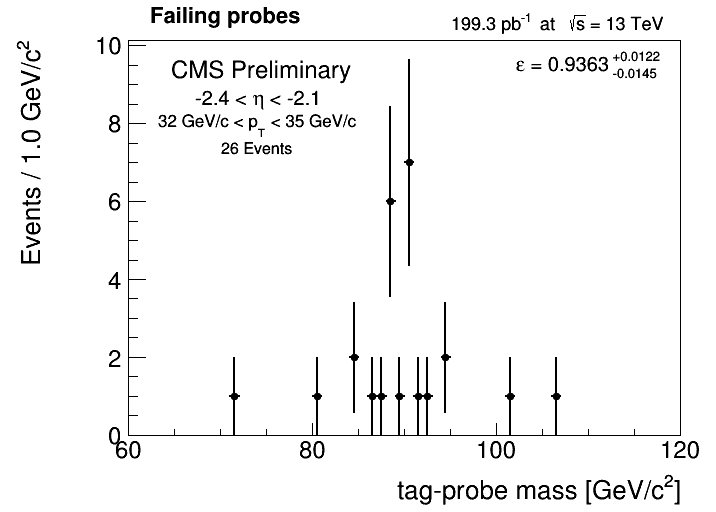 Failing probes
199.3 pb⁻¹ at √s = 13 TeV
CMS Preliminary
-2.4 < η < -2.1
32 GeV/c < p_T < 35 GeV/c
26 Events
ε = 0.9363 +0.0122 -0.0145
Events / 1.0 GeV/c²
10
8
6
4
2
0
60 80 100 120
tag-probe mass [GeV/c²]